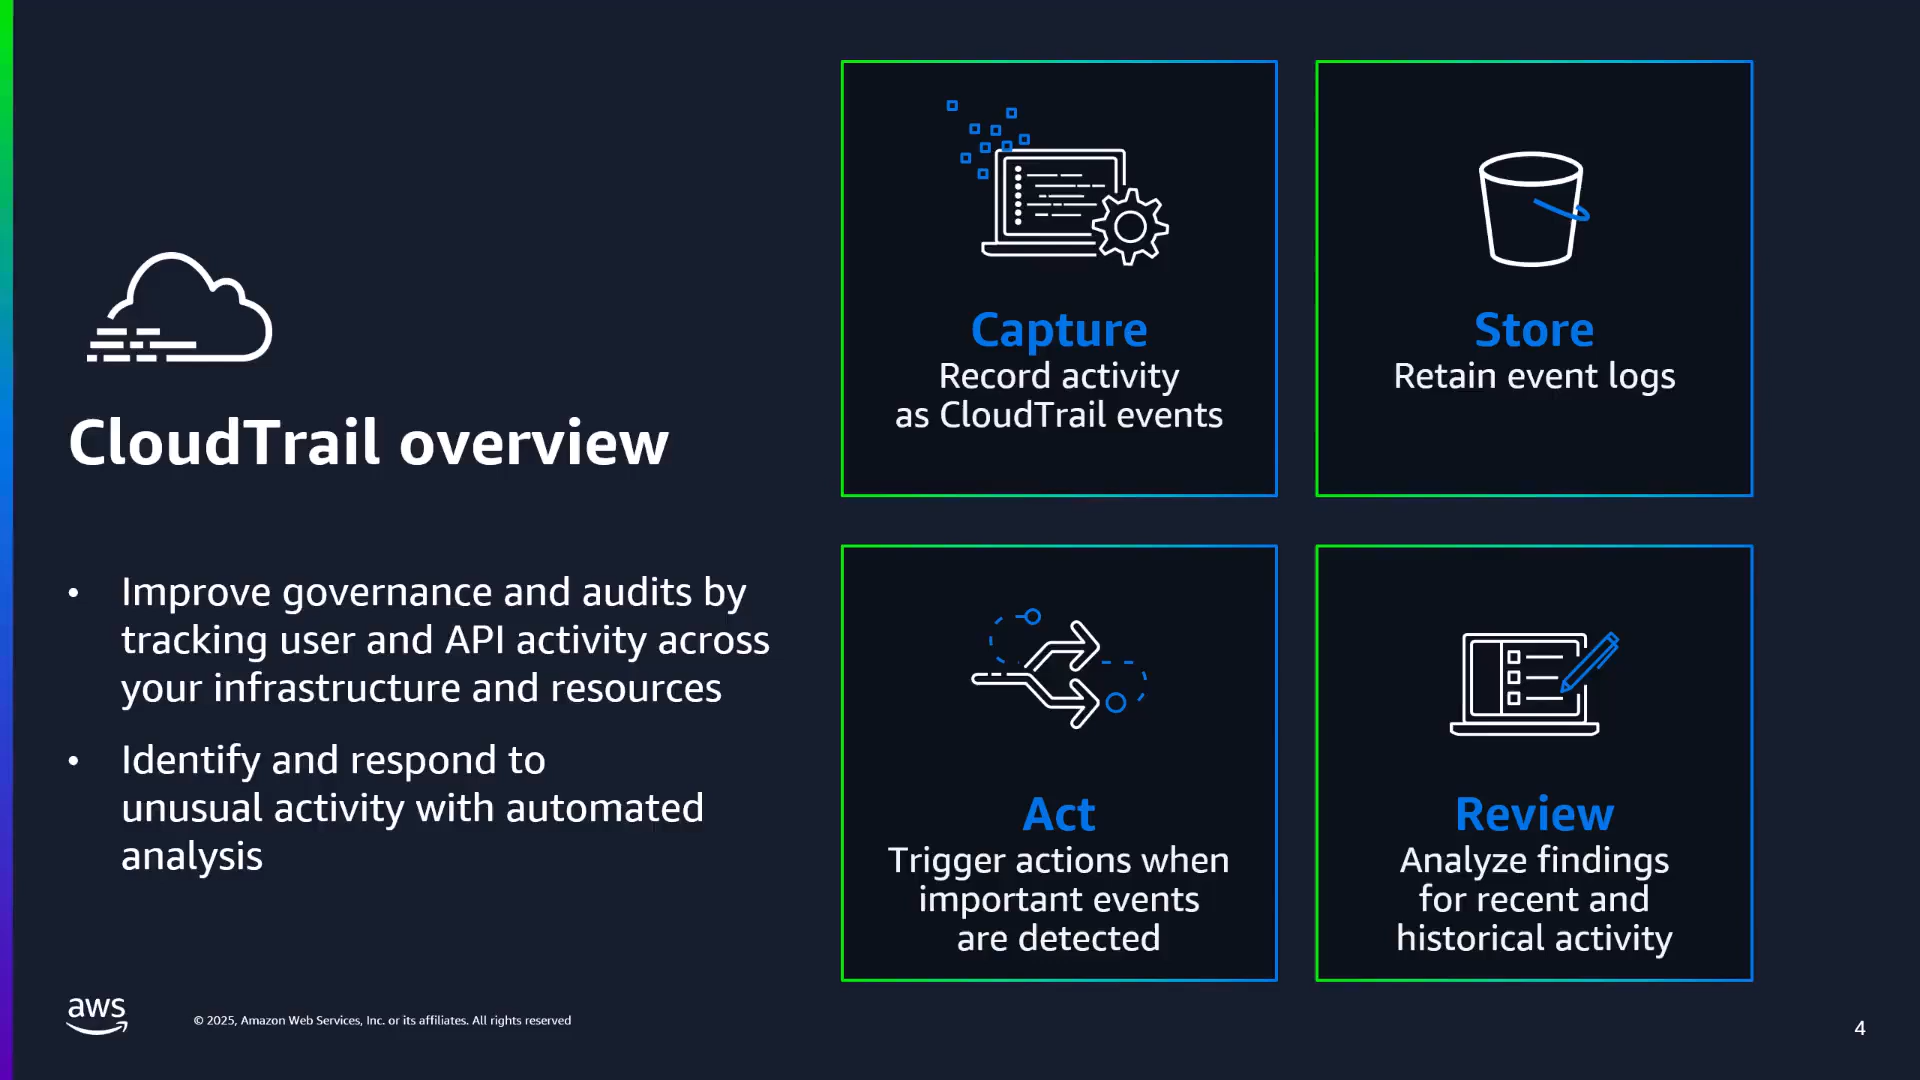 CloudTrail overview
• Improve governance and audits by
tracking user and API activity across
your infrastructure and resources
• Identify and respond to
unusual activity with automated
analysis
Capture
Record activity
as CloudTrail events
Store
Retain event logs
Act
Trigger actions when
important events
are detected
Review
Analyze findings
for recent and
historical activity
aws
© 2025, Amazon Web Services, Inc. or its affiliates. All rights reserved
4